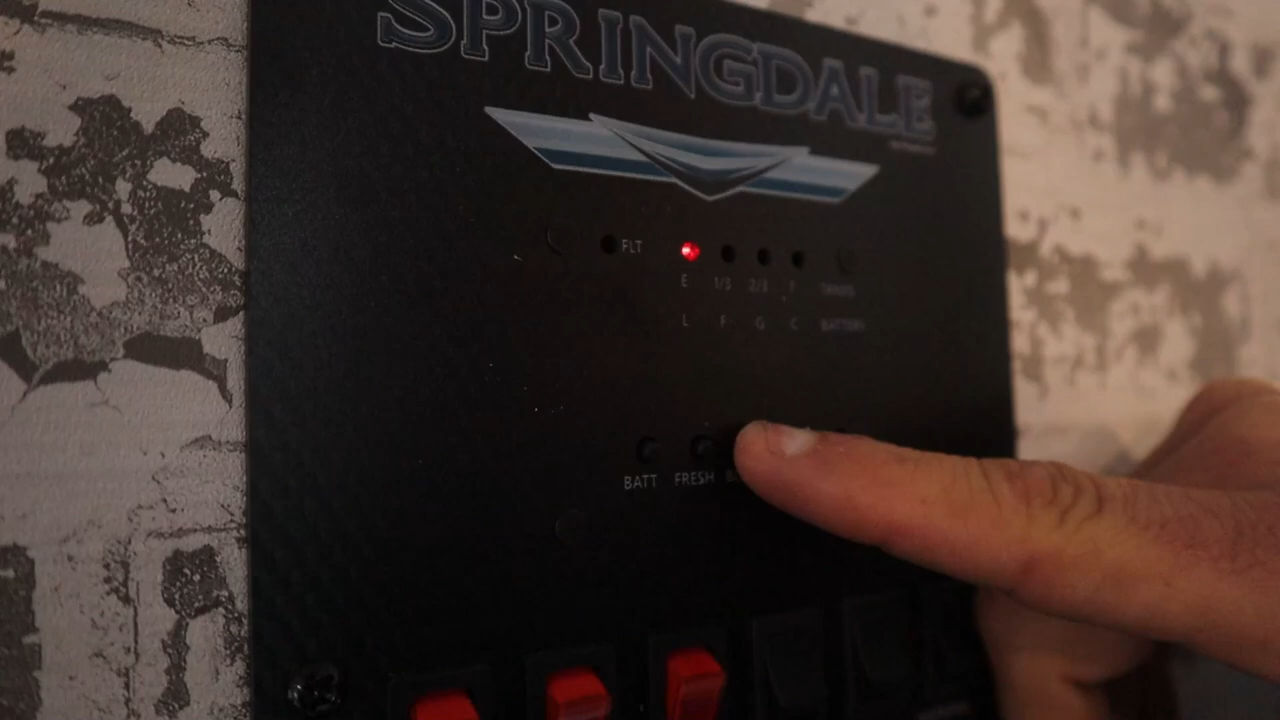 SPRINGDALE
FLT
E 1/3 2/3 F TANKS
L F G C BATTERY
BATT FRESH